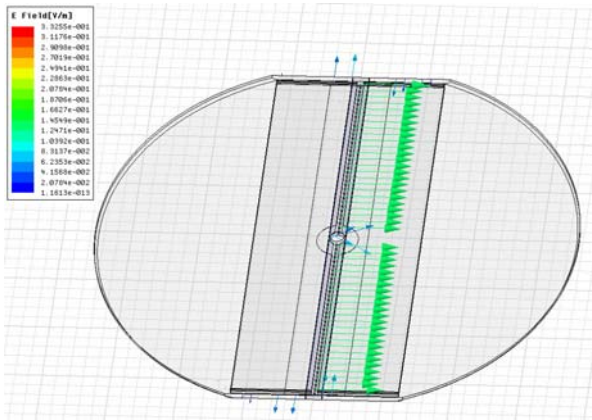 E Field[V/m]
3.3255e-001
3.1176e-001
2.9098e-001
2.7019e-001
2.4941e-001
2.2863e-001
2.0784e-001
1.8706e-001
1.6627e-001
1.4549e-001
1.2471e-001
1.0392e-001
8.3137e-002
6.2353e-002
4.1568e-002
2.0784e-002
1.1613e-013